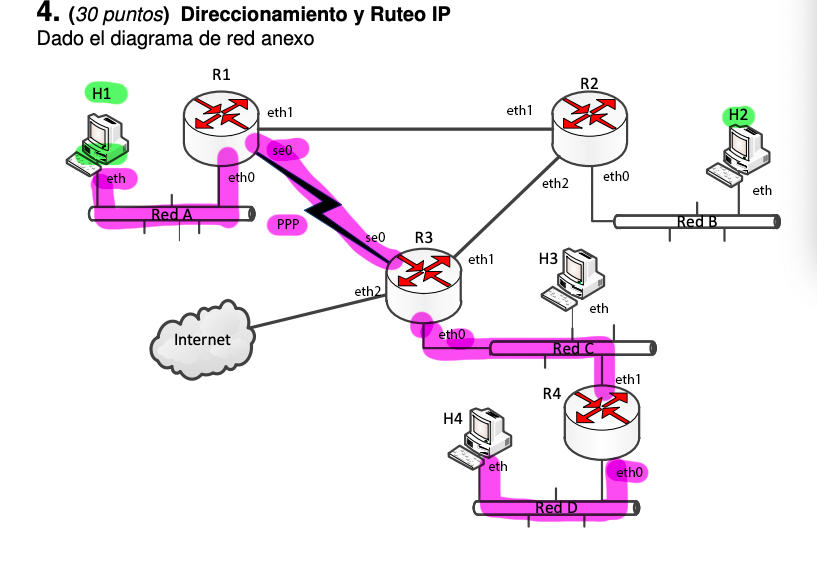 4. (30 puntos) Direccionamiento y Ruteo IP
Dado el diagrama de red anexo
R1
R2
H1
eth1
eth1
H2
se0
eth
eth0
eth2
eth0
eth
Red A
Red B
PPP
se0
R3
eth1
H3
eth2
eth
Internet
eth0
Red C
eth1
R4
H4
eth
eth0
Red D